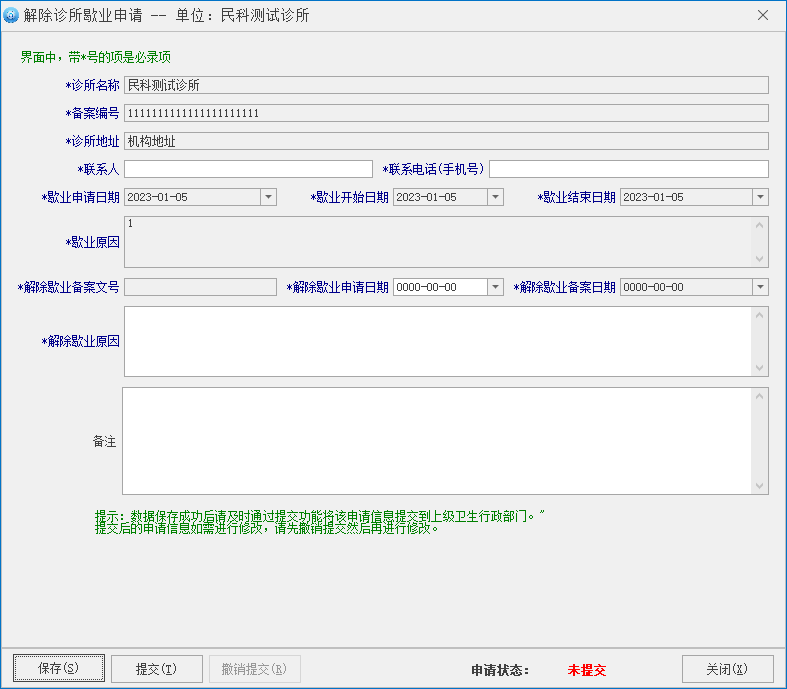 解除诊所歇业申请 -- 单位: 民科测试诊所
界面中，带*号的项是必录项
*诊所名称 民科测试诊所
*备案编号 1111111111111111111111
*诊所地址 机构地址
*联系人 *联系电话(手机号)
*歇业申请日期 2023-01-05 *歇业开始日期 2023-01-05 *歇业结束日期 2023-01-05
*歇业原因 1
*解除歇业备案文号 *解除歇业申请日期 0000-00-00 *解除歇业备案日期 0000-00-00
*解除歇业原因
备注
提示: 数据保存成功后请及时通过提交功能将该申请信息提交到上级卫生行政部门。"
提交后的申请信息如需进行修改，请先撤销提交然后再进行修改。
保存(S) 提交(T) 撤销提交(R) 申请状态: 未提交 关闭(X)